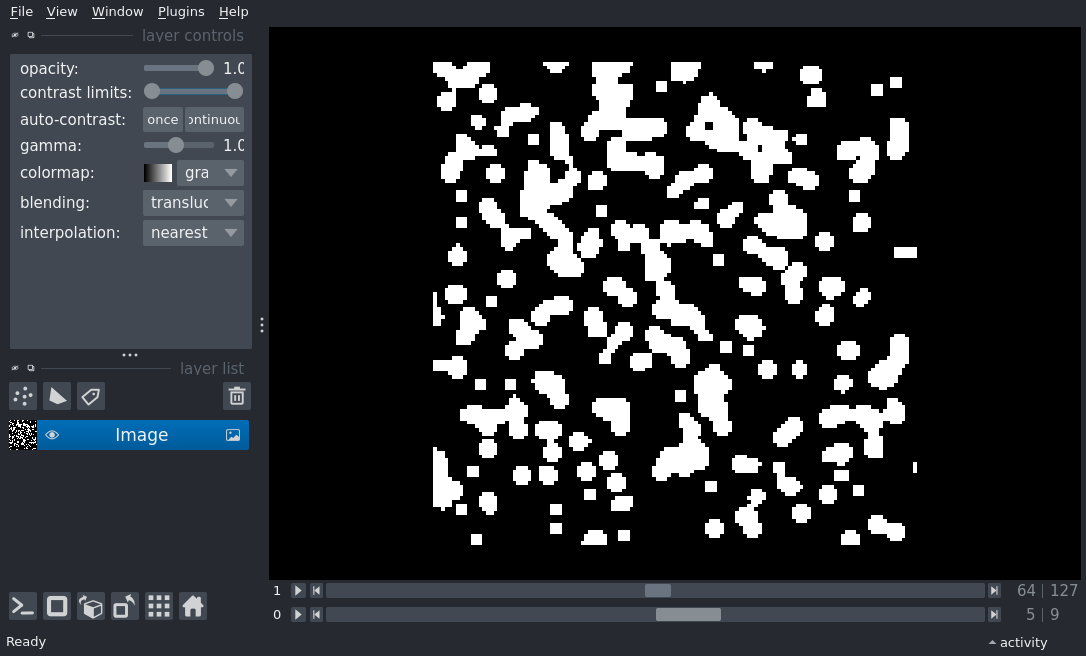 File View Window Plugins Help
layer controls
opacity: 1.0
contrast limits:
auto-contrast: once ontinuou
gamma: 1.0
colormap: gra
blending: transluc
interpolation: nearest
layer list
Image
1 64 | 127
0 5 | 9
Ready activity